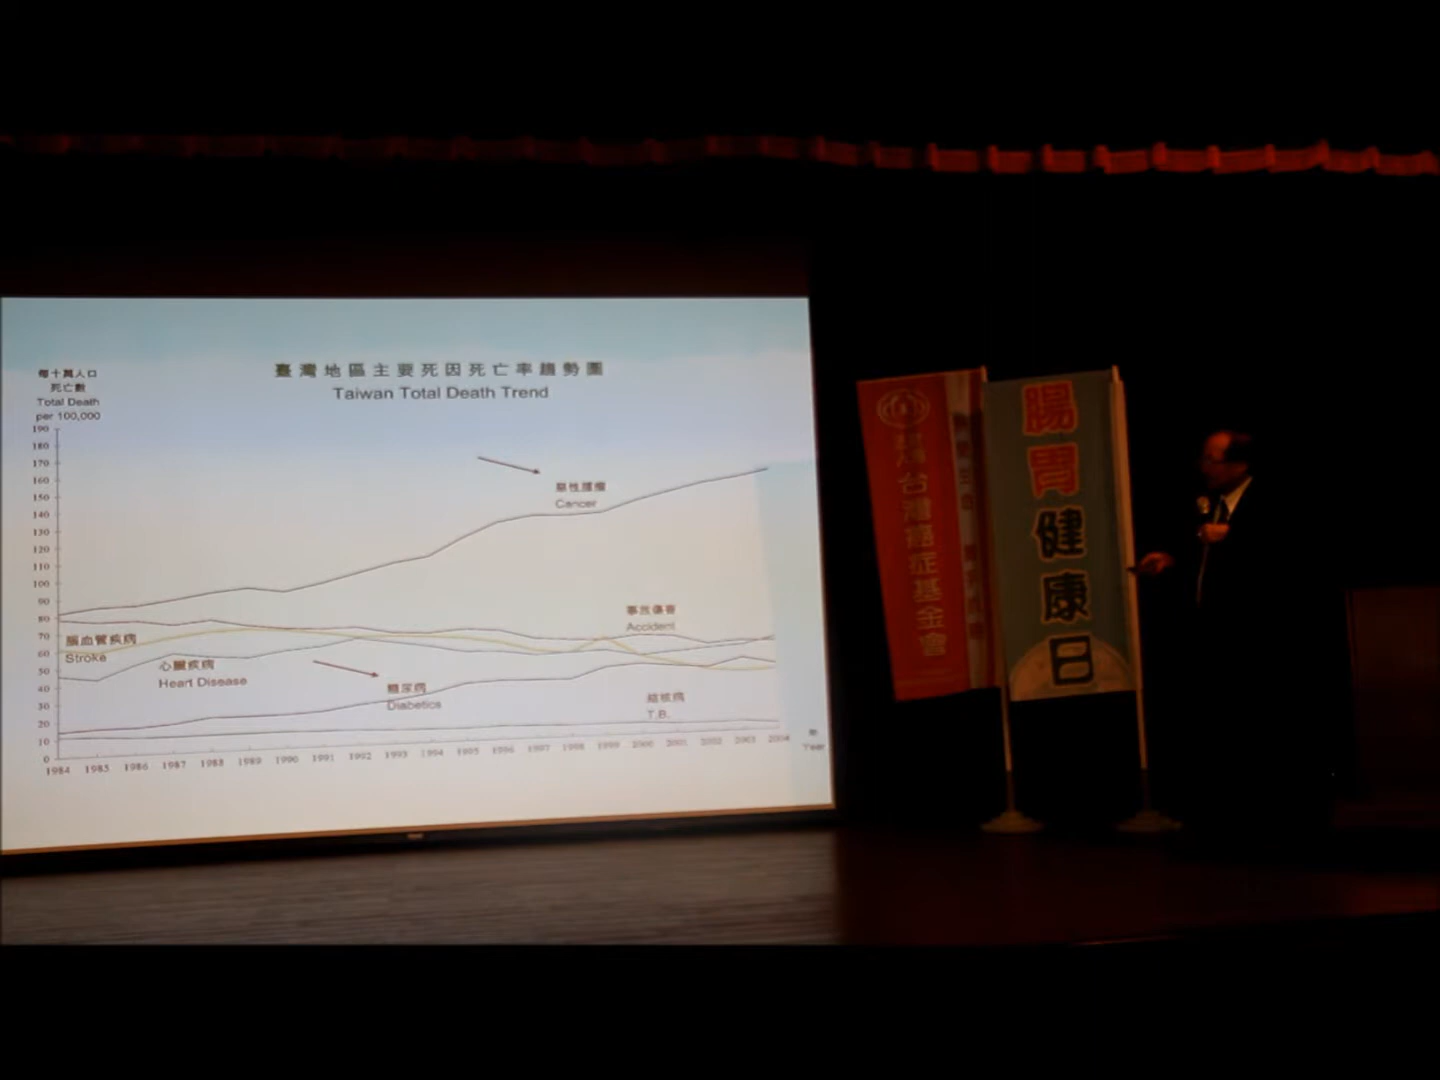 臺灣地區主要死因死亡率趨勢圖
Taiwan Total Death Trend
每十萬人口
死亡數
Total Death
per 100,000
190
180
170
160
150
140
130
120
110
100
90
80
70
60
50
40
30
20
10
0
惡性腫瘤
Cancer
事故傷害
Accident
腦血管疾病
Stroke
心臟疾病
Heart Disease
糖尿病
Diabetics
結核病
T.B.
1984 1985 1986 1987 1988 1989 1990 1991 1992 1993 1994 1995 1996 1997 1998 1999 2000 2001 2002 2003 2004
年
Year
台灣癌症基金會
腸胃健康日